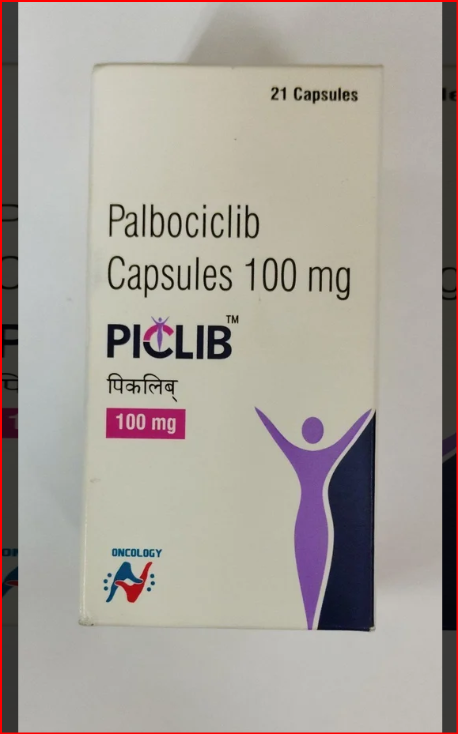 21 Capsules
Palbociclib
Capsules 100 mg
PICLIB™
पिकलिब्
100 mg
ONCOLOGY